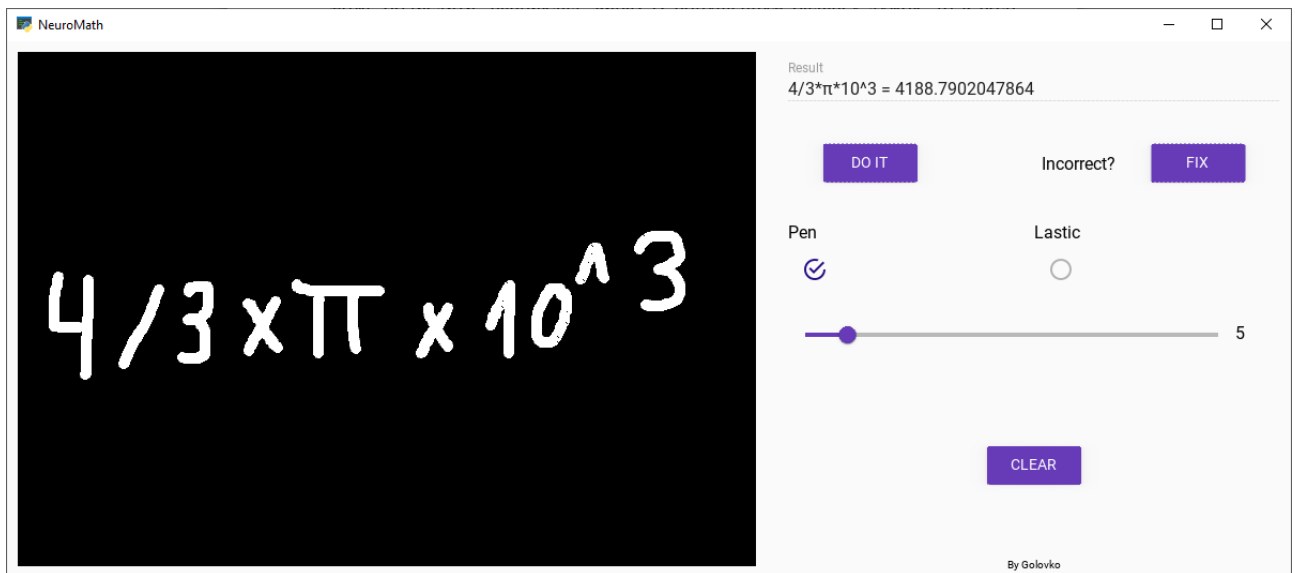 NeuroMath
Result
4/3*π*10^3 = 4188.7902047864
DO IT
Incorrect?
FIX
Pen
Lastic
4/3xπx10^3
5
CLEAR
By Golovko